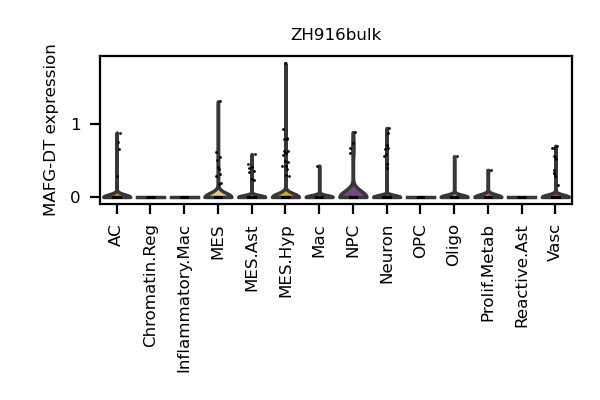 ZH916bulk
MAFG-DT expression
1
0
AC
Chromatin.Reg
Inflammatory.Mac
MES
MES.Ast
MES.Hyp
Mac
NPC
Neuron
OPC
Oligo
Prolif.Metab
Reactive.Ast
Vasc